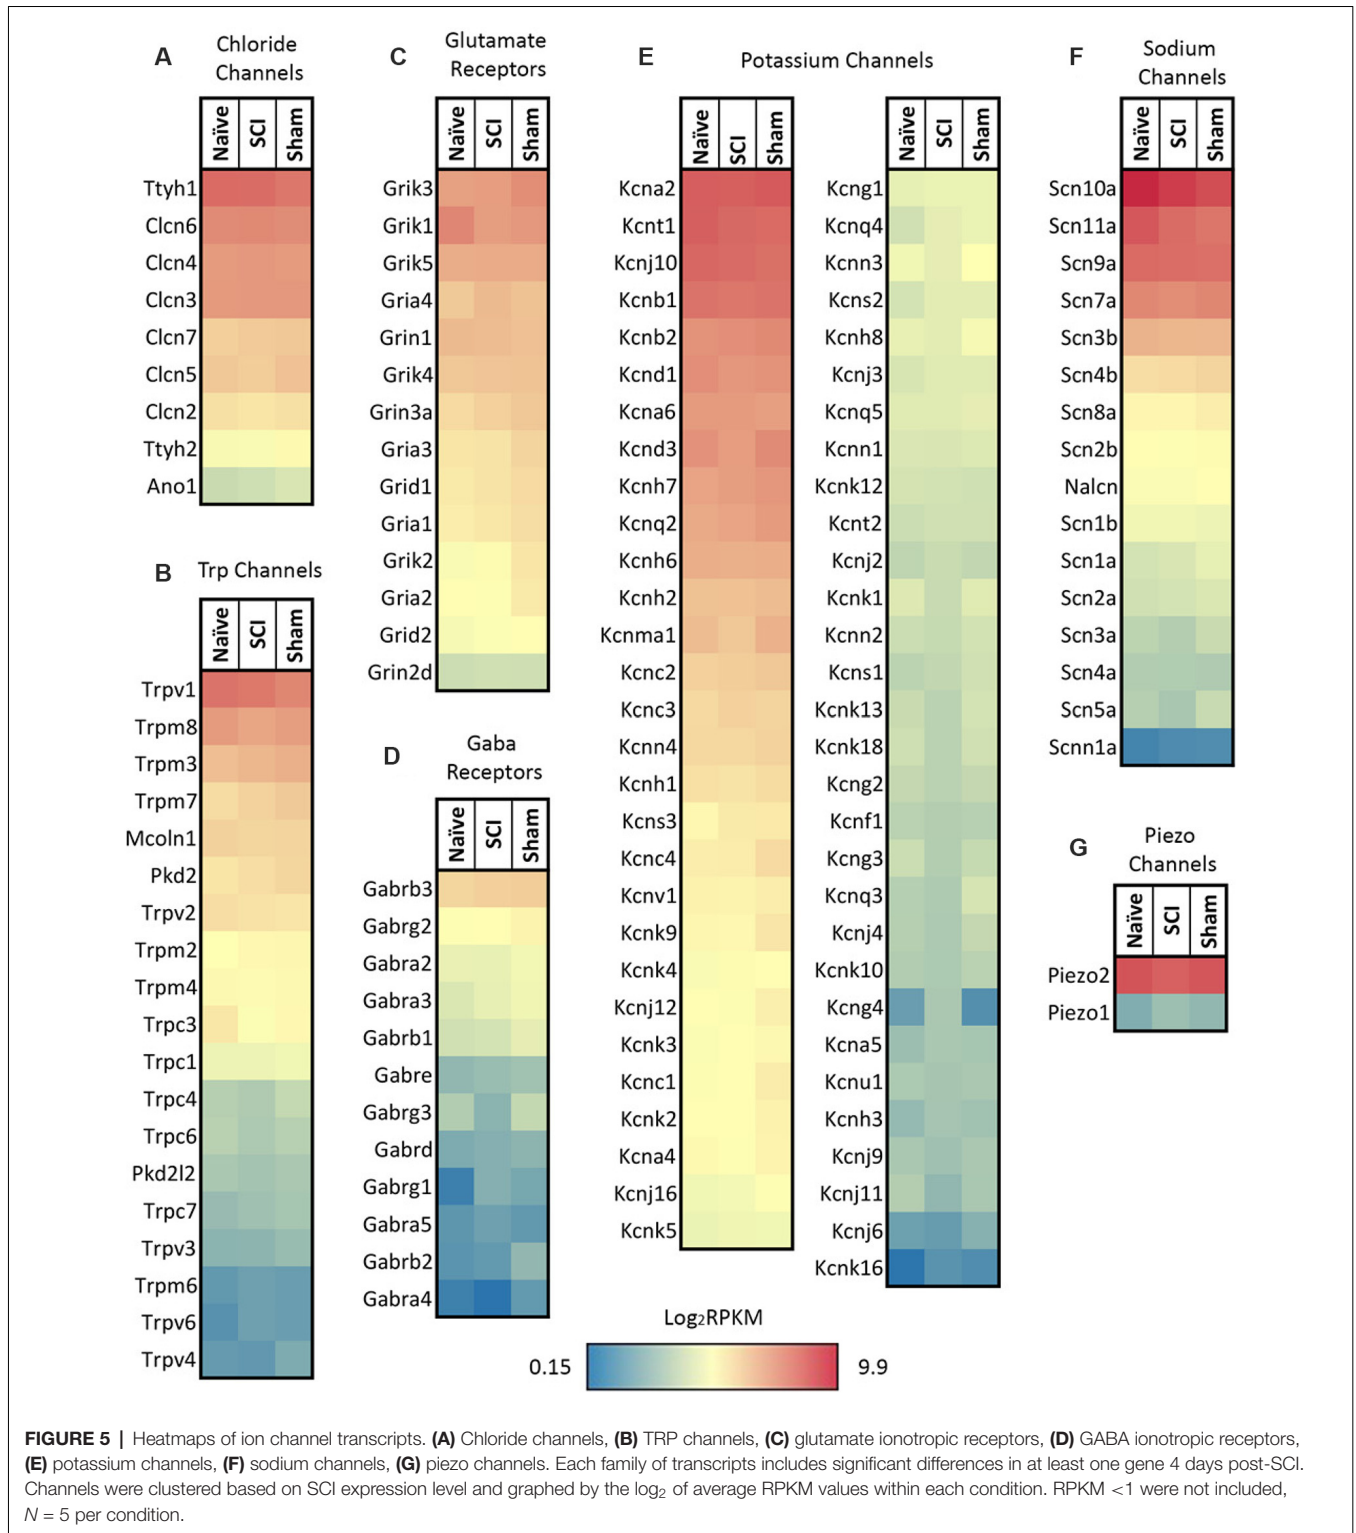 A
Chloride
Channels
Naïve
SCI
Sham
Ttyh1
Clcn6
Clcn4
Clcn3
Clcn7
Clcn5
Clcn2
Ttyh2
Ano1
B
Trp Channels
Naïve
SCI
Sham
Trpv1
Trpm8
Trpm3
Trpm7
Mcoln1
Pkd2
Trpv2
Trpm2
Trpm4
Trpc3
Trpc1
Trpc4
Trpc6
Pkd2l2
Trpc7
Trpv3
Trpm6
Trpv6
Trpv4
C
Glutamate
Receptors
Naïve
SCI
Sham
Grik3
Grik1
Grik5
Gria4
Grin1
Grik4
Grin3a
Gria3
Grid1
Gria1
Grik2
Gria2
Grid2
Grin2d
D
Gaba
Receptors
Naïve
SCI
Sham
Gabrb3
Gabrg2
Gabra2
Gabra3
Gabrb1
Gabre
Gabrg3
Gabrd
Gabrg1
Gabra5
Gabrb2
Gabra4
E
Potassium Channels
Naïve
SCI
Sham
Kcna2
Kcnt1
Kcnj10
Kcnb1
Kcnb2
Kcnd1
Kcna6
Kcnd3
Kcnh7
Kcnq2
Kcnh6
Kcnh2
Kcnma1
Kcnc2
Kcnc3
Kcnn4
Kcnh1
Kcns3
Kcnc4
Kcnv1
Kcnk9
Kcnk4
Kcnj12
Kcnk3
Kcnc1
Kcnk2
Kcna4
Kcnj16
Kcnk5
Naïve
SCI
Sham
Kcng1
Kcnq4
Kcnn3
Kcns2
Kcnh8
Kcnj3
Kcnq5
Kcnn1
Kcnk12
Kcnt2
Kcnj2
Kcnk1
Kcnn2
Kcns1
Kcnk13
Kcnk18
Kcng2
Kcnf1
Kcng3
Kcnq3
Kcnj4
Kcnk10
Kcng4
Kcna5
Kcnu1
Kcnh3
Kcnj9
Kcnj11
Kcnj6
Kcnk16
F
Sodium
Channels
Naïve
SCI
Sham
Scn10a
Scn11a
Scn9a
Scn7a
Scn3b
Scn4b
Scn8a
Scn2b
Nalcn
Scn1b
Scn1a
Scn2a
Scn3a
Scn4a
Scn5a
Scnn1a
G
Piezo
Channels
Naïve
SCI
Sham
Piezo2
Piezo1
Log₂RPKM
0.15
9.9
FIGURE 5 | Heatmaps of ion channel transcripts. (A) Chloride channels, (B) TRP channels, (C) glutamate ionotropic receptors, (D) GABA ionotropic receptors,
(E) potassium channels, (F) sodium channels, (G) piezo channels. Each family of transcripts includes significant differences in at least one gene 4 days post-SCI.
Channels were clustered based on SCI expression level and graphed by the log₂ of average RPKM values within each condition. RPKM <1 were not included,
N = 5 per condition.